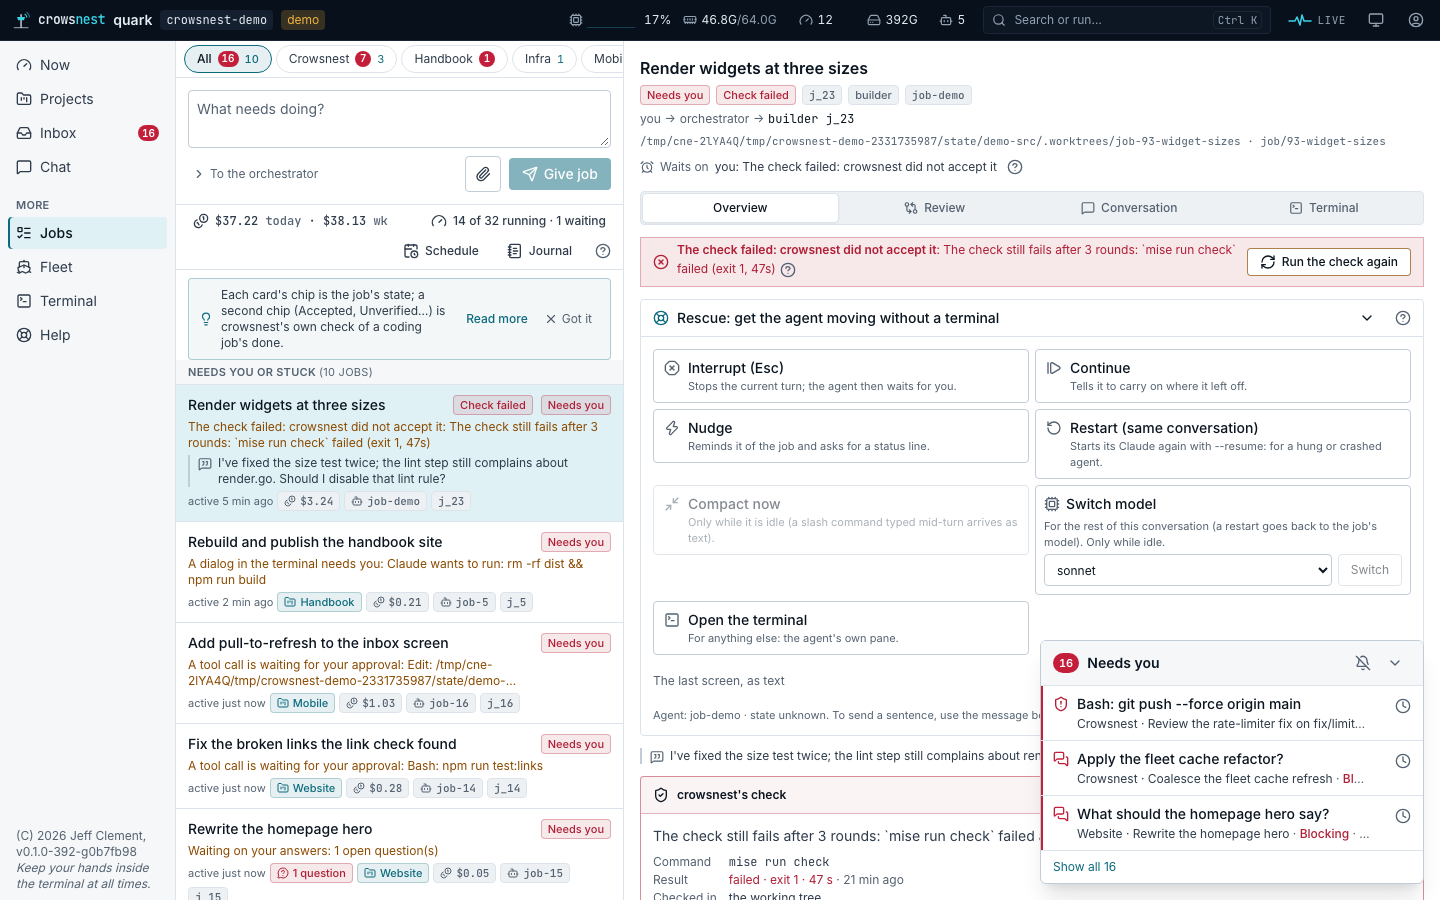 crowsnest quark crowsnest-demo demo 17% 46.8G/64.0G 12 392G 5 Search or run... Ctrl K LIVE
Now
Projects
Inbox 16
Chat
MORE
Jobs
Fleet
Terminal
Help
(C) 2026 Jeff Clement,
v0.1.0-392-g0b7fb98
Keep your hands inside
the terminal at all times.
All 16 10 Crowsnest 7 3 Handbook 1 Infra 1 Mobi
What needs doing?
To the orchestrator Give job
$37.22 today · $38.13 wk 14 of 32 running · 1 waiting
Schedule Journal
Each card's chip is the job's state; a
second chip (Accepted, Unverified...) is
crowsnest's own check of a coding
job's done.
Read more Got it
NEEDS YOU OR STUCK (10 JOBS)
Render widgets at three sizes Check failed Needs you
The check failed: crowsnest did not accept it: The check still fails after 3
rounds: `mise run check` failed (exit 1, 47s)
I've fixed the size test twice; the lint step still complains about
render.go. Should I disable that lint rule?
active 5 min ago $3.24 job-demo j_23
Rebuild and publish the handbook site Needs you
A dialog in the terminal needs you: Claude wants to run: rm -rf dist &&
npm run build
active 2 min ago Handbook $0.21 job-5 j_5
Add pull-to-refresh to the inbox screen Needs you
A tool call is waiting for your approval: Edit: /tmp/cne-
2lYA4Q/tmp/crowsnest-demo-2331735987/state/demo-...
active just now Mobile $1.03 job-16 j_16
Fix the broken links the link check found Needs you
A tool call is waiting for your approval: Bash: npm run test:links
active just now Website $0.28 job-14 j_14
Rewrite the homepage hero Needs you
Waiting on your answers: 1 open question(s)
active just now 1 question Website $0.05 job-15
j_15
Render widgets at three sizes
Needs you Check failed j_23 builder job-demo
you → orchestrator → builder j_23
/tmp/cne-2lYA4Q/tmp/crowsnest-demo-2331735987/state/demo-src/.worktrees/job-93-widget-sizes · job/93-widget-sizes
Waits on you: The check failed: crowsnest did not accept it
Overview Review Conversation Terminal
The check failed: crowsnest did not accept it: The check still fails after 3 rounds: `mise run check`
failed (exit 1, 47s)
Run the check again
Rescue: get the agent moving without a terminal
Interrupt (Esc)
Stops the current turn; the agent then waits for you.
Continue
Tells it to carry on where it left off.
Nudge
Reminds it of the job and asks for a status line.
Restart (same conversation)
Starts its Claude again with --resume: for a hung or crashed
agent.
Compact now
Only while it is idle (a slash command typed mid-turn arrives as
text).
Switch model
For the rest of this conversation (a restart goes back to the job's
model). Only while idle.
sonnet Switch
Open the terminal
For anything else: the agent's own pane.
The last screen, as text
Agent: job-demo · state unknown. To send a sentence, use the message b
I've fixed the size test twice; the lint step still complains about ren
crowsnest's check
The check still fails after 3 rounds: `mise run check` failed
Command mise run check
Result failed · exit 1 · 47 s · 21 min ago
Checked in the working tree
16 Needs you
Bash: git push --force origin main
Crowsnest · Review the rate-limiter fix on fix/limit...
Apply the fleet cache refactor?
Crowsnest · Coalesce the fleet cache refresh · Bl...
What should the homepage hero say?
Website · Rewrite the homepage hero · Blocking · ...
Show all 16